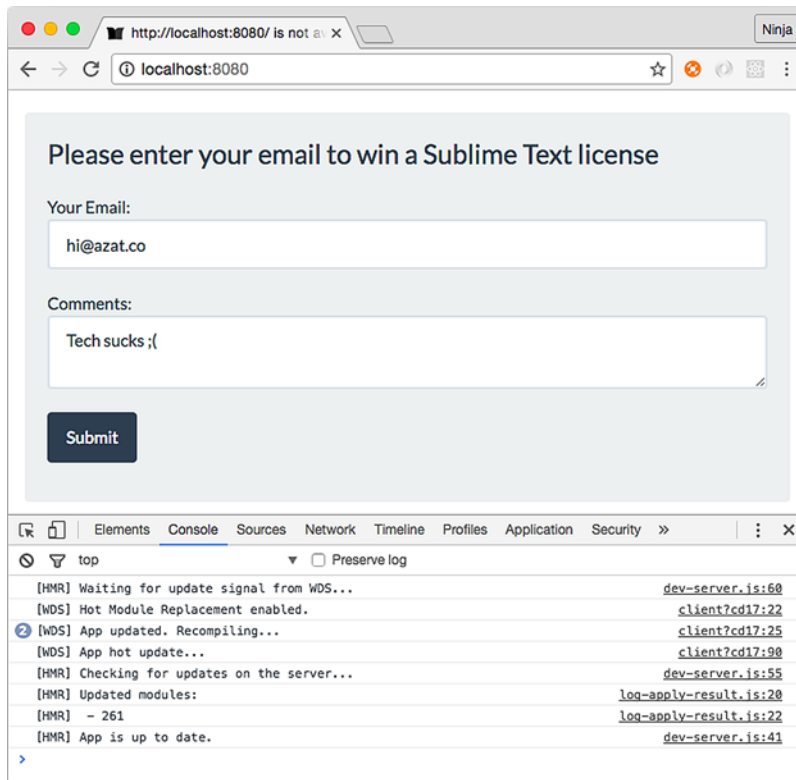 http://localhost:8080/ is not av
Ninja
localhost:8080
Please enter your email to win a Sublime Text license
Your Email:
hi@azat.co
Comments:
Tech sucks ;(
Submit
Elements Console Sources Network Timeline Profiles Application Security »
top Preserve log
[HMR] Waiting for update signal from WDS... dev-server.js:60
[WDS] Hot Module Replacement enabled. client?cd17:22
2 [WDS] App updated. Recompiling... client?cd17:25
[WDS] App hot update... client?cd17:90
[HMR] Checking for updates on the server... dev-server.js:55
[HMR] Updated modules: log-apply-result.js:20
[HMR]  - 261 log-apply-result.js:22
[HMR] App is up to date. dev-server.js:41
>